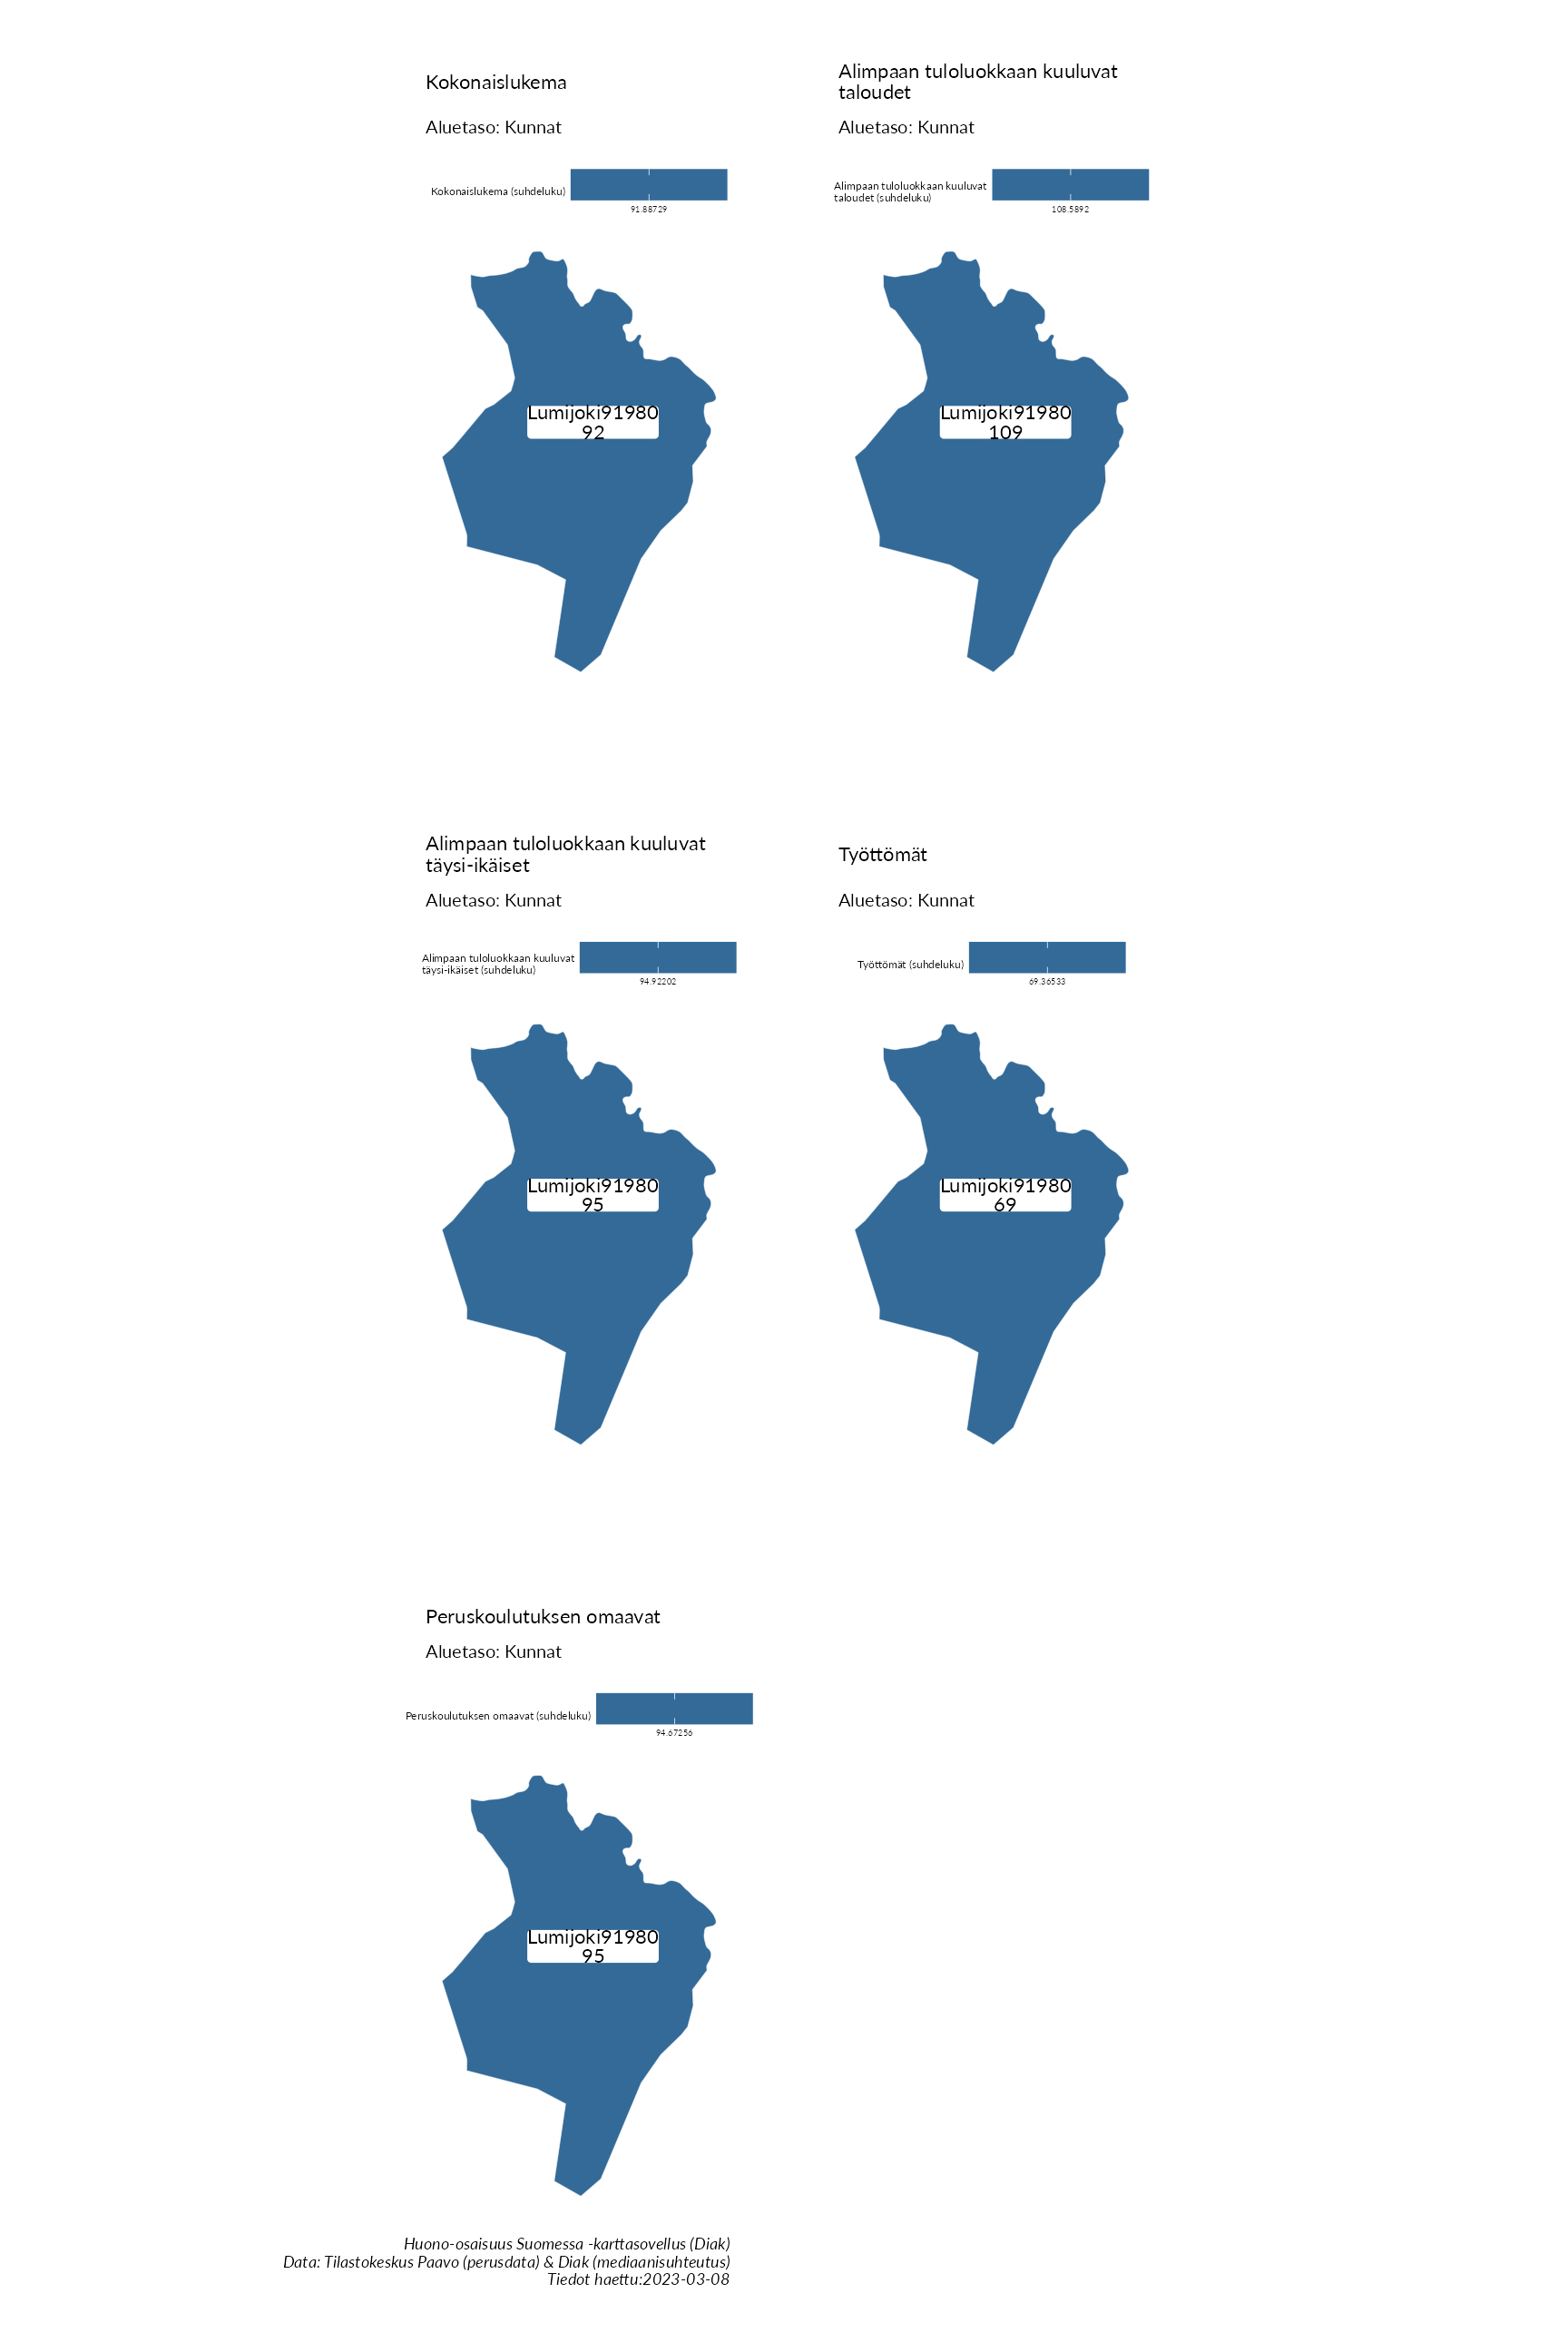 Kokonaislukema
Aluetaso: Kunnat
Kokonaislukema (suhdeluku)
91.88729
Lumijoki91980
92
Alimpaan tuloluokkaan kuuluvat
taloudet
Aluetaso: Kunnat
Alimpaan tuloluokkaan kuuluvat
taloudet (suhdeluku)
108.5892
Lumijoki91980
109
Alimpaan tuloluokkaan kuuluvat
täysi-ikäiset
Aluetaso: Kunnat
Alimpaan tuloluokkaan kuuluvat
täysi-ikäiset (suhdeluku)
94.92202
Lumijoki91980
95
Työttömät
Aluetaso: Kunnat
Työttömät (suhdeluku)
69.36533
Lumijoki91980
69
Peruskoulutuksen omaavat
Aluetaso: Kunnat
Peruskoulutuksen omaavat (suhdeluku)
94.67256
Lumijoki91980
95
Huono-osaisuus Suomessa -karttasovellus (Diak)
Data: Tilastokeskus Paavo (perusdata) & Diak (mediaanisuhteutus)
Tiedot haettu:2023-03-08